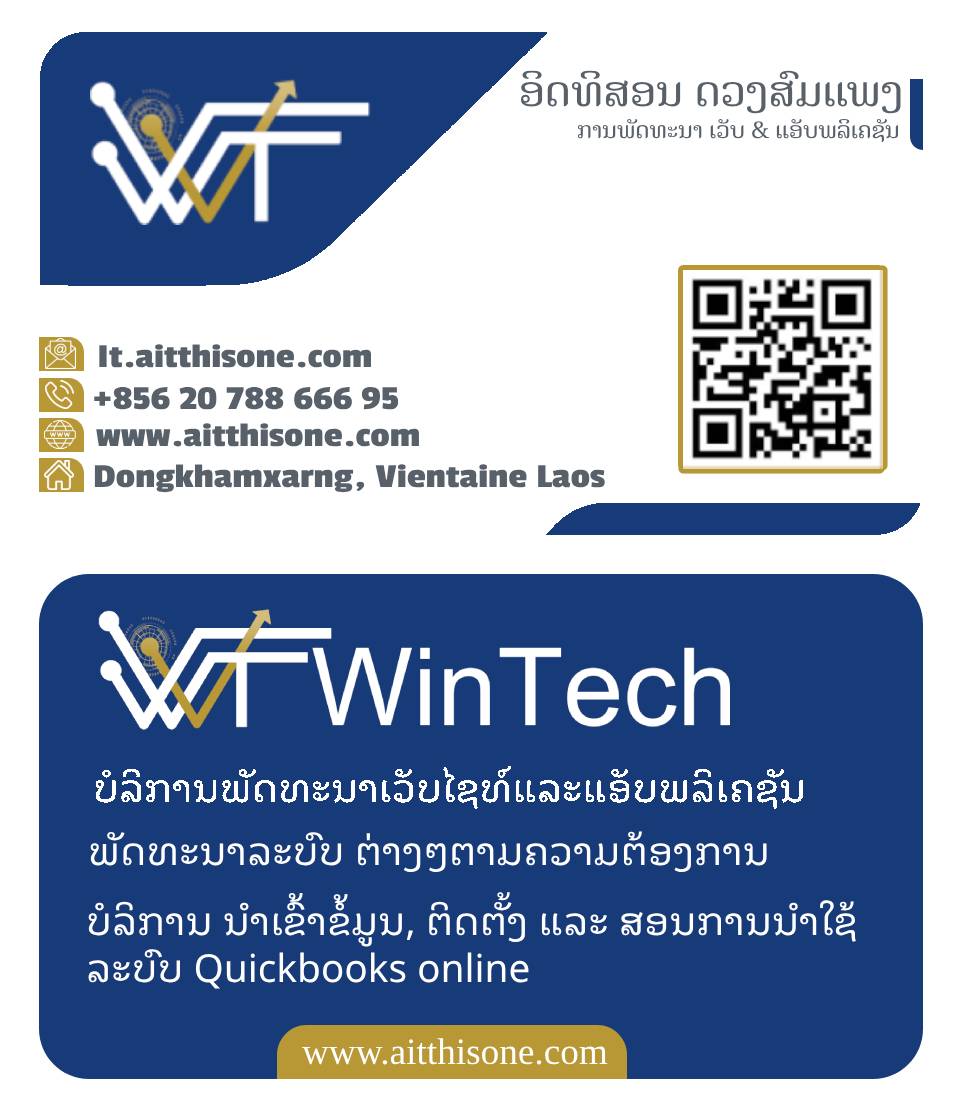 ອິດທິສອນ ດວງສົມແພງ
ການພັດທະນາ ເວັບ & ແອັບພລິເຄຊັນ
It.aitthisone.com
+856 20 788 666 95
www.aitthisone.com
Dongkhamxarng, Vientaine Laos
WinTech
ບໍລິການພັດທະນາເວັບໄຊທ໌ແລະແອັບພລິເຄຊັນ
ພັດທະນາລະບົບ ຕ່າງໆຕາມຄວາມຕ້ອງການ
ບໍລິການ ນຳເຂົ້າຂໍ້ມູນ, ຕິດຕັ້ງ ແລະ ສອນການນຳໃຊ້
ລະບົບ Quickbooks online
www.aitthisone.com